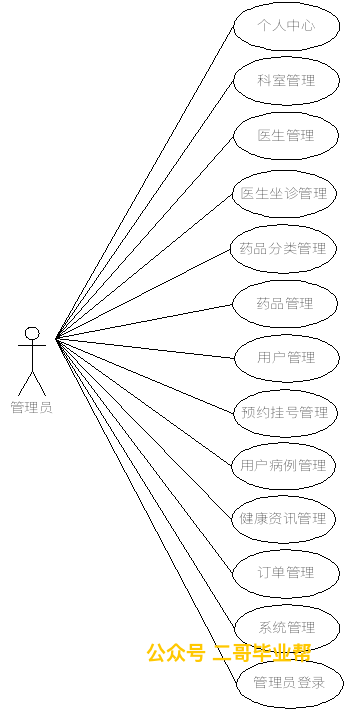 个人中心
科室管理
医生管理
医生坐诊管理
药品分类管理
药品管理
用户管理
管理员
预约挂号管理
用户病例管理
健康资讯管理
订单管理
系统管理
公众号 二哥毕业帮
管理员登录